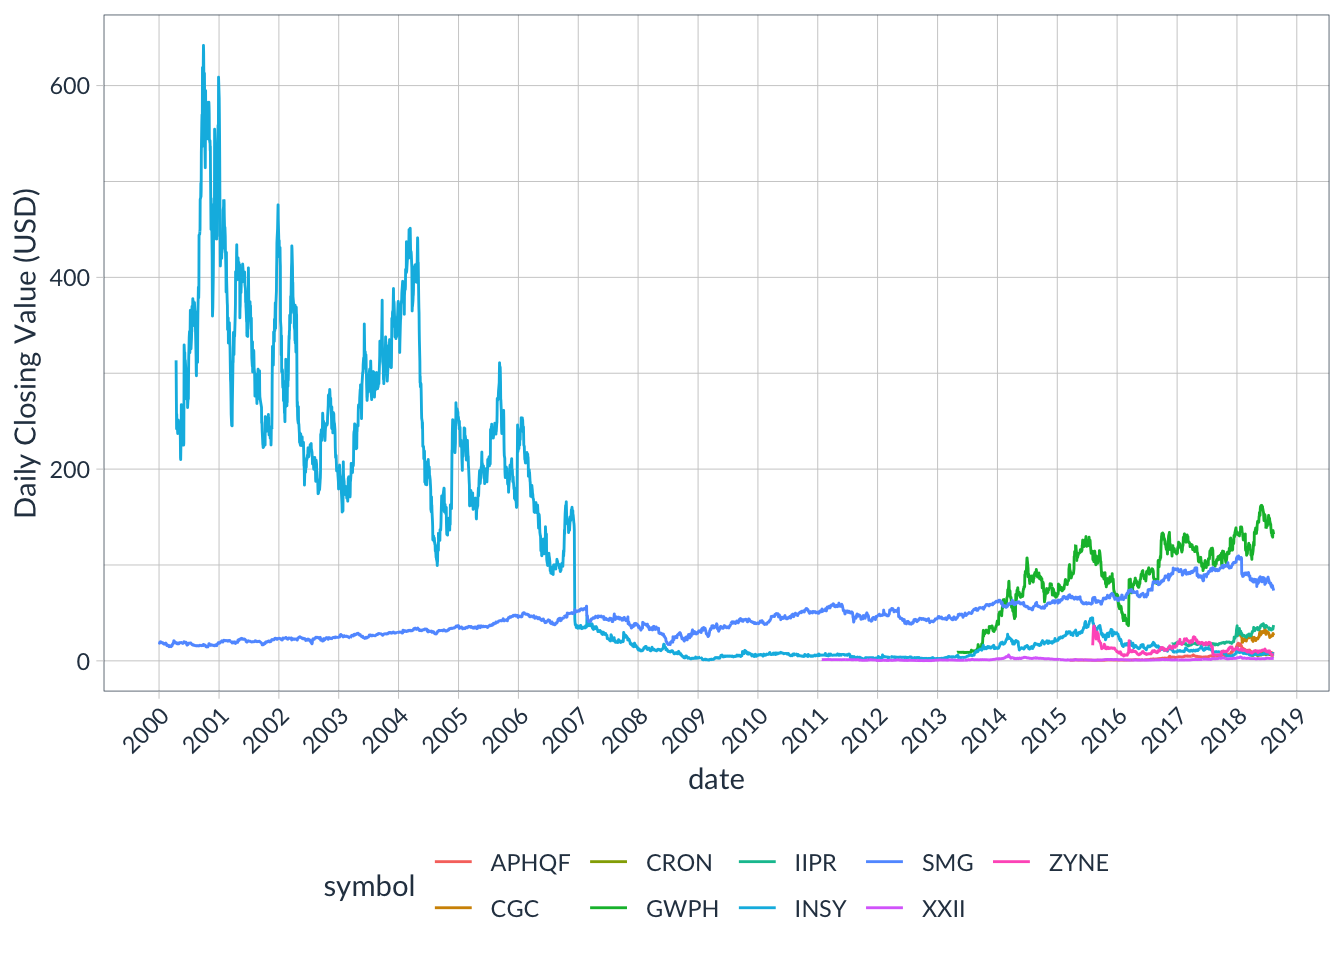 Daily Closing Value (USD)
600
400
200
0
2000 2001 2002 2003 2004 2005 2006 2007 2008 2009 2010 2011 2012 2013 2014 2015 2016 2017 2018 2019
date
symbol
APHQF CRON IIPR SMG ZYNE
CGC GWPH INSY XXII